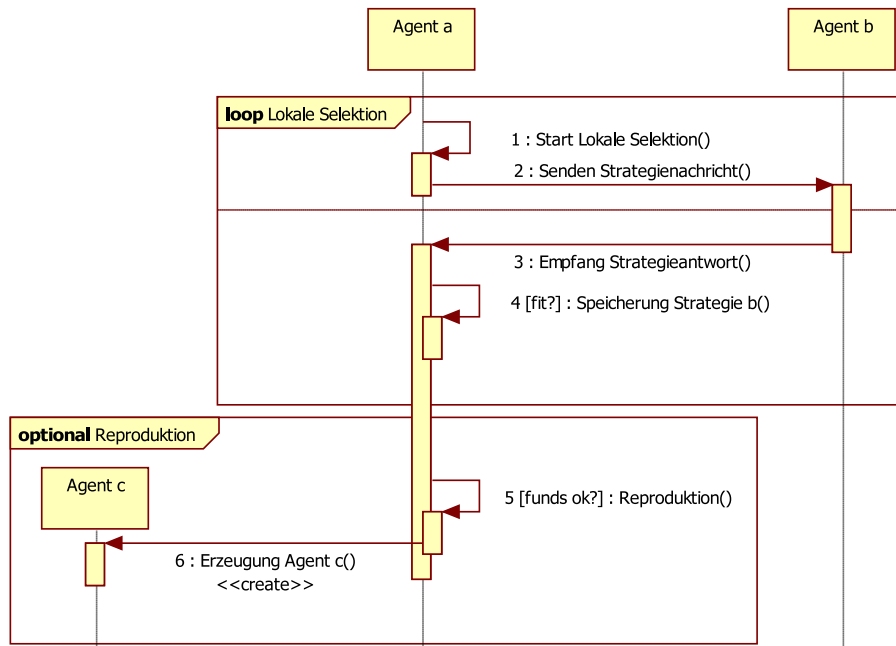 Agent a
Agent b
loop Lokale Selektion
1 : Start Lokale Selektion()
2 : Senden Strategienachricht()
3 : Empfang Strategieantwort()
4 [fit?] : Speicherung Strategie b()
optional Reproduktion
Agent c
5 [funds ok?] : Reproduktion()
6 : Erzeugung Agent c()
<<create>>